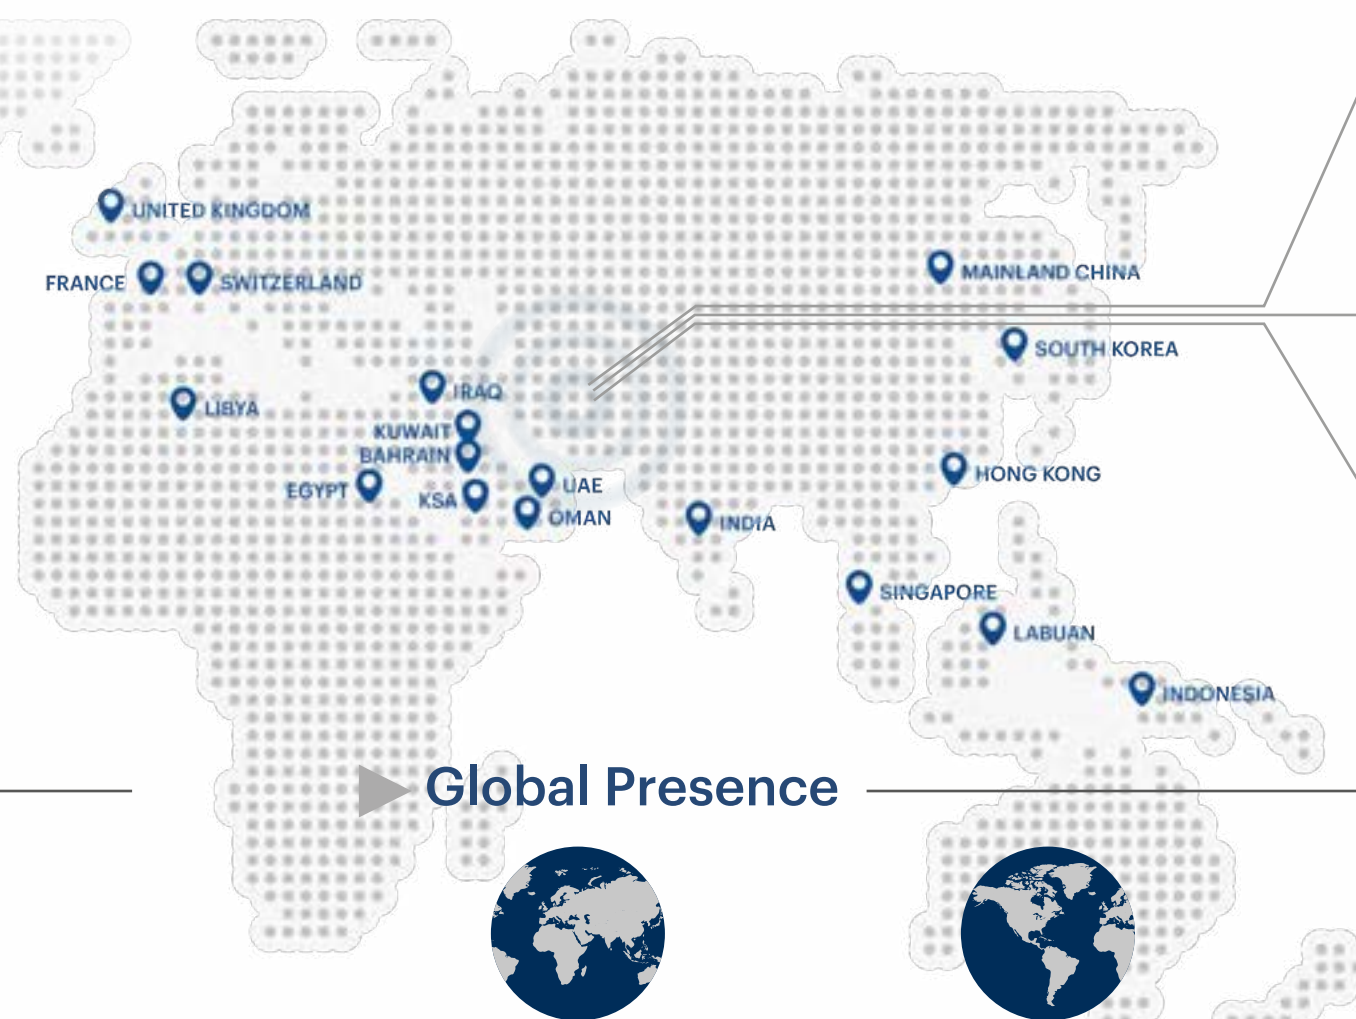 UNITED KINGDOM
FRANCE
SWITZERLAND
MAINLAND CHINA
SOUTH KOREA
IRAQ
LIBYA
KUWAIT
BAHRAIN
HONG KONG
EGYPT
KSA
UAE
OMAN
INDIA
SINGAPORE
LABUAN
INDONESIA
Global Presence